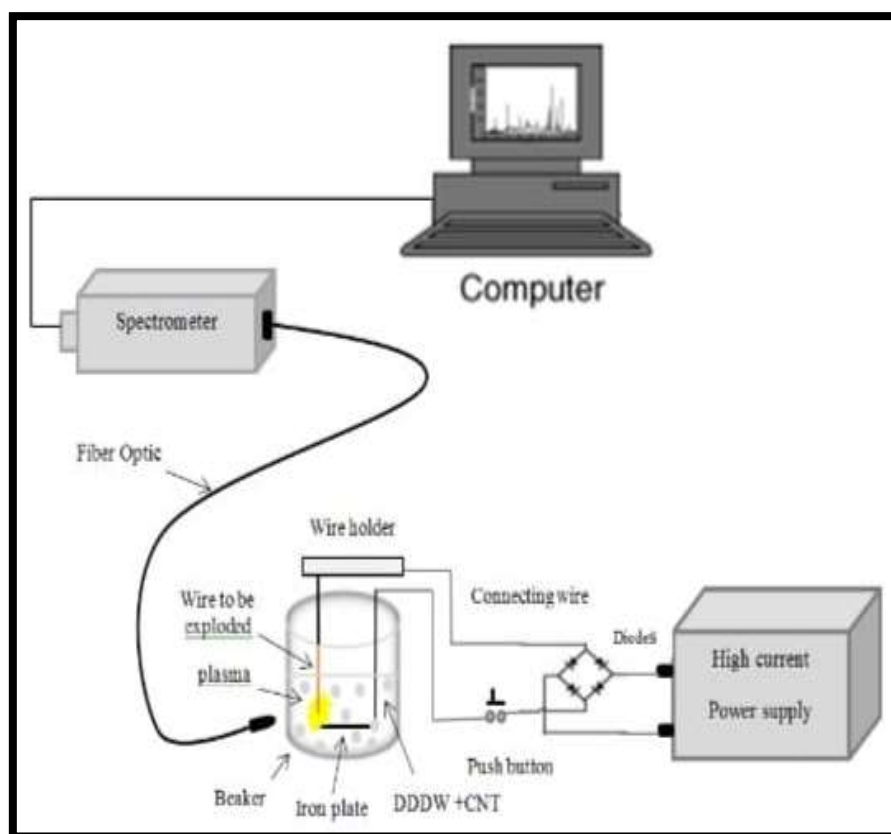 Computer
Spectrometer
Fiber Optic
Wire holder
Wire to be
exploded
Connecting wire
plasma
Diodes
High current
Power supply
Push button
Beaker
Iron plate
DDDW +CNT